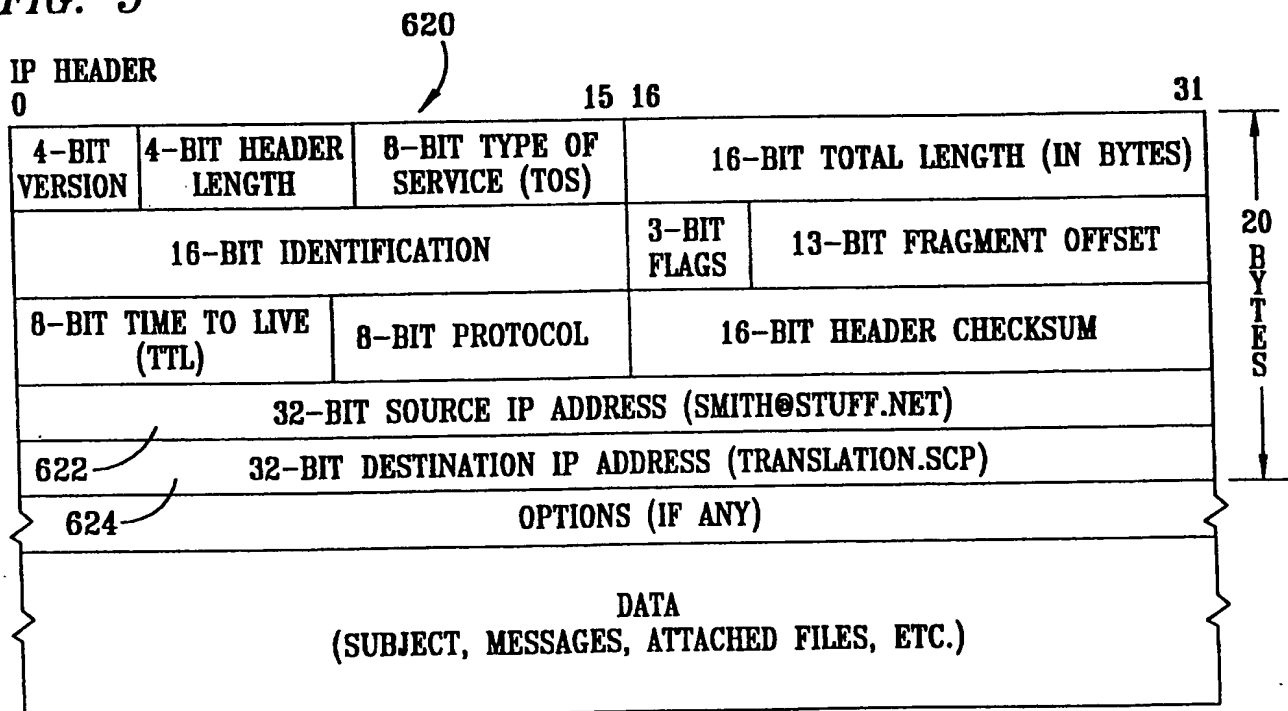 FIG. 5
620
IP HEADER
0 15 16 31
4-BIT VERSION
4-BIT HEADER LENGTH
8-BIT TYPE OF SERVICE (TOS)
16-BIT TOTAL LENGTH (IN BYTES)
16-BIT IDENTIFICATION
3-BIT FLAGS
13-BIT FRAGMENT OFFSET
20 BYTES
8-BIT TIME TO LIVE (TTL)
8-BIT PROTOCOL
16-BIT HEADER CHECKSUM
32-BIT SOURCE IP ADDRESS (SMITH@STUFF.NET)
622
32-BIT DESTINATION IP ADDRESS (TRANSLATION.SCP)
624
OPTIONS (IF ANY)
DATA
(SUBJECT, MESSAGES, ATTACHED FILES, ETC.)